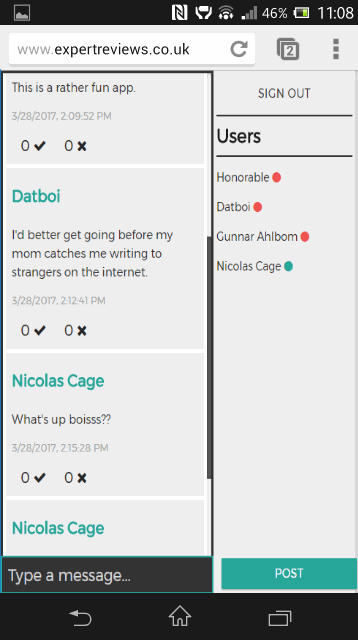 46% 11:08
www.expertreviews.co.uk
2
This is a rather fun app.
3/28/2017, 2:09:52 PM
0 0
Datboi
I'd better get going before my
mom catches me writing to
strangers on the internet.
3/28/2017, 2:12:41 PM
0 0
Nicolas Cage
What's up boisss??
3/28/2017, 2:15:28 PM
0 0
Nicolas Cage
Type a message...
SIGN OUT
Users
Honorable
Datboi
Gunnar Ahlbom
Nicolas Cage
POST